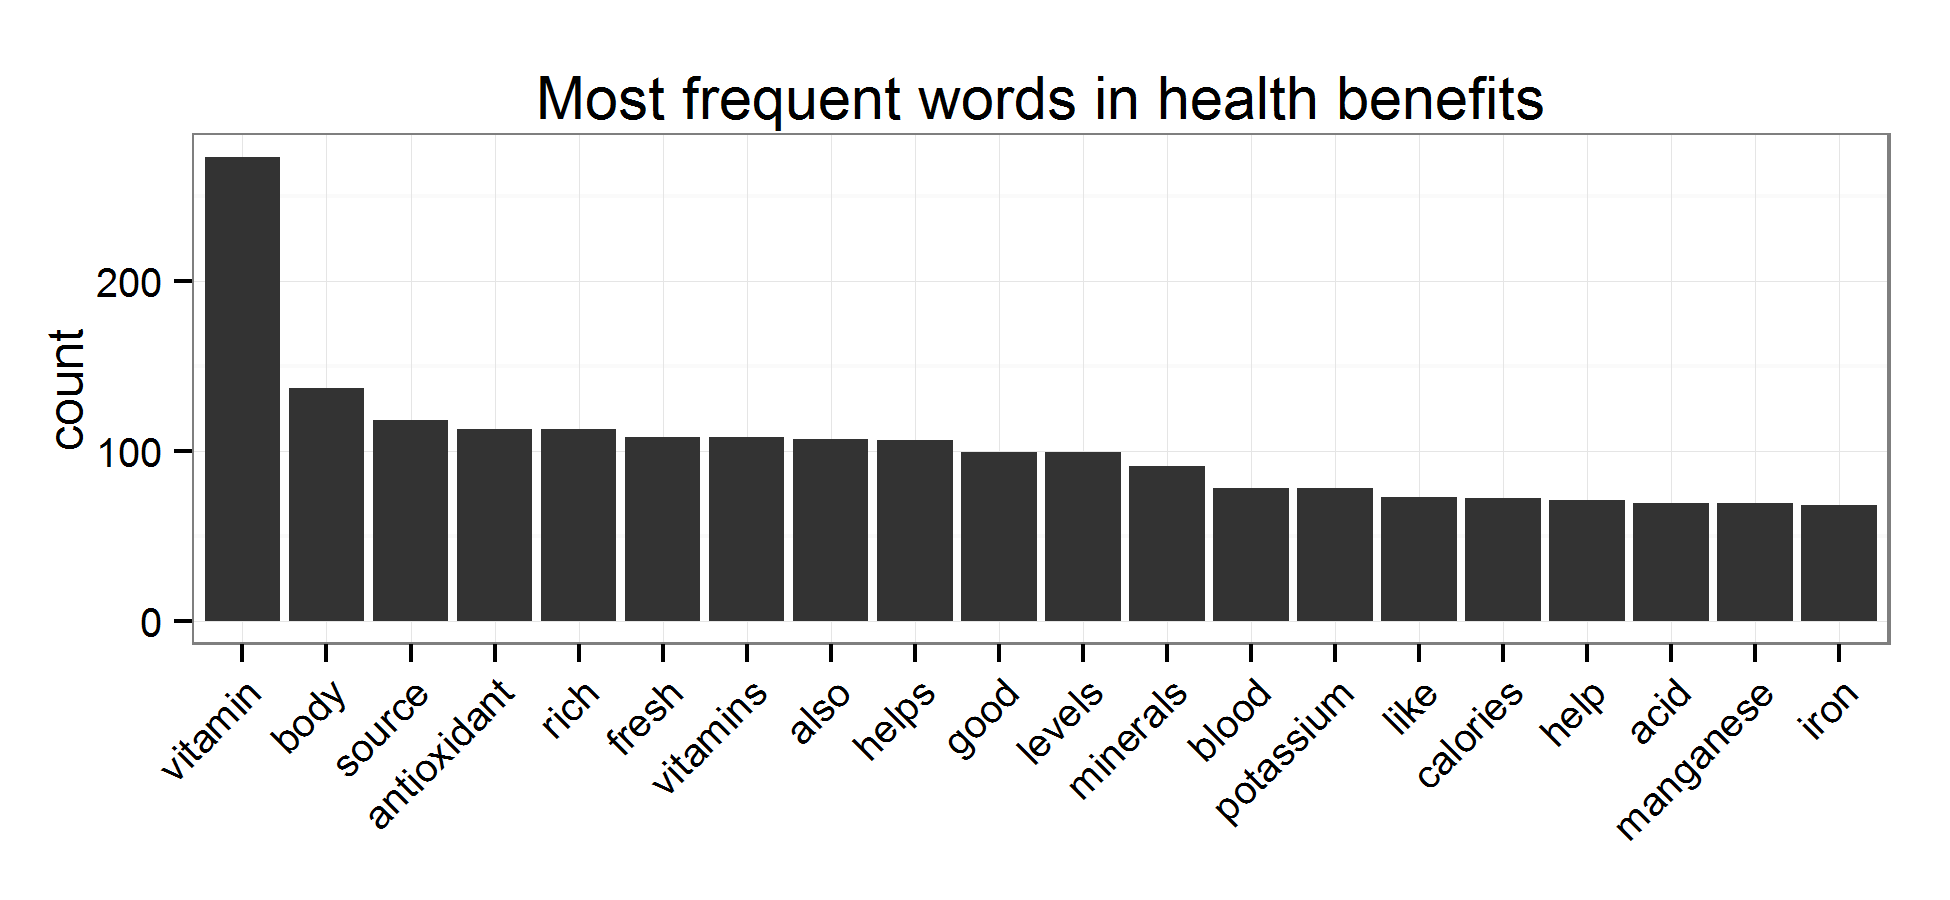 Most frequent words in health benefits
count
200
100
0
vitamin
body
source
antioxidant
rich
fresh
vitamins
also
helps
good
levels
minerals
blood
potassium
like
calories
help
acid
manganese
iron